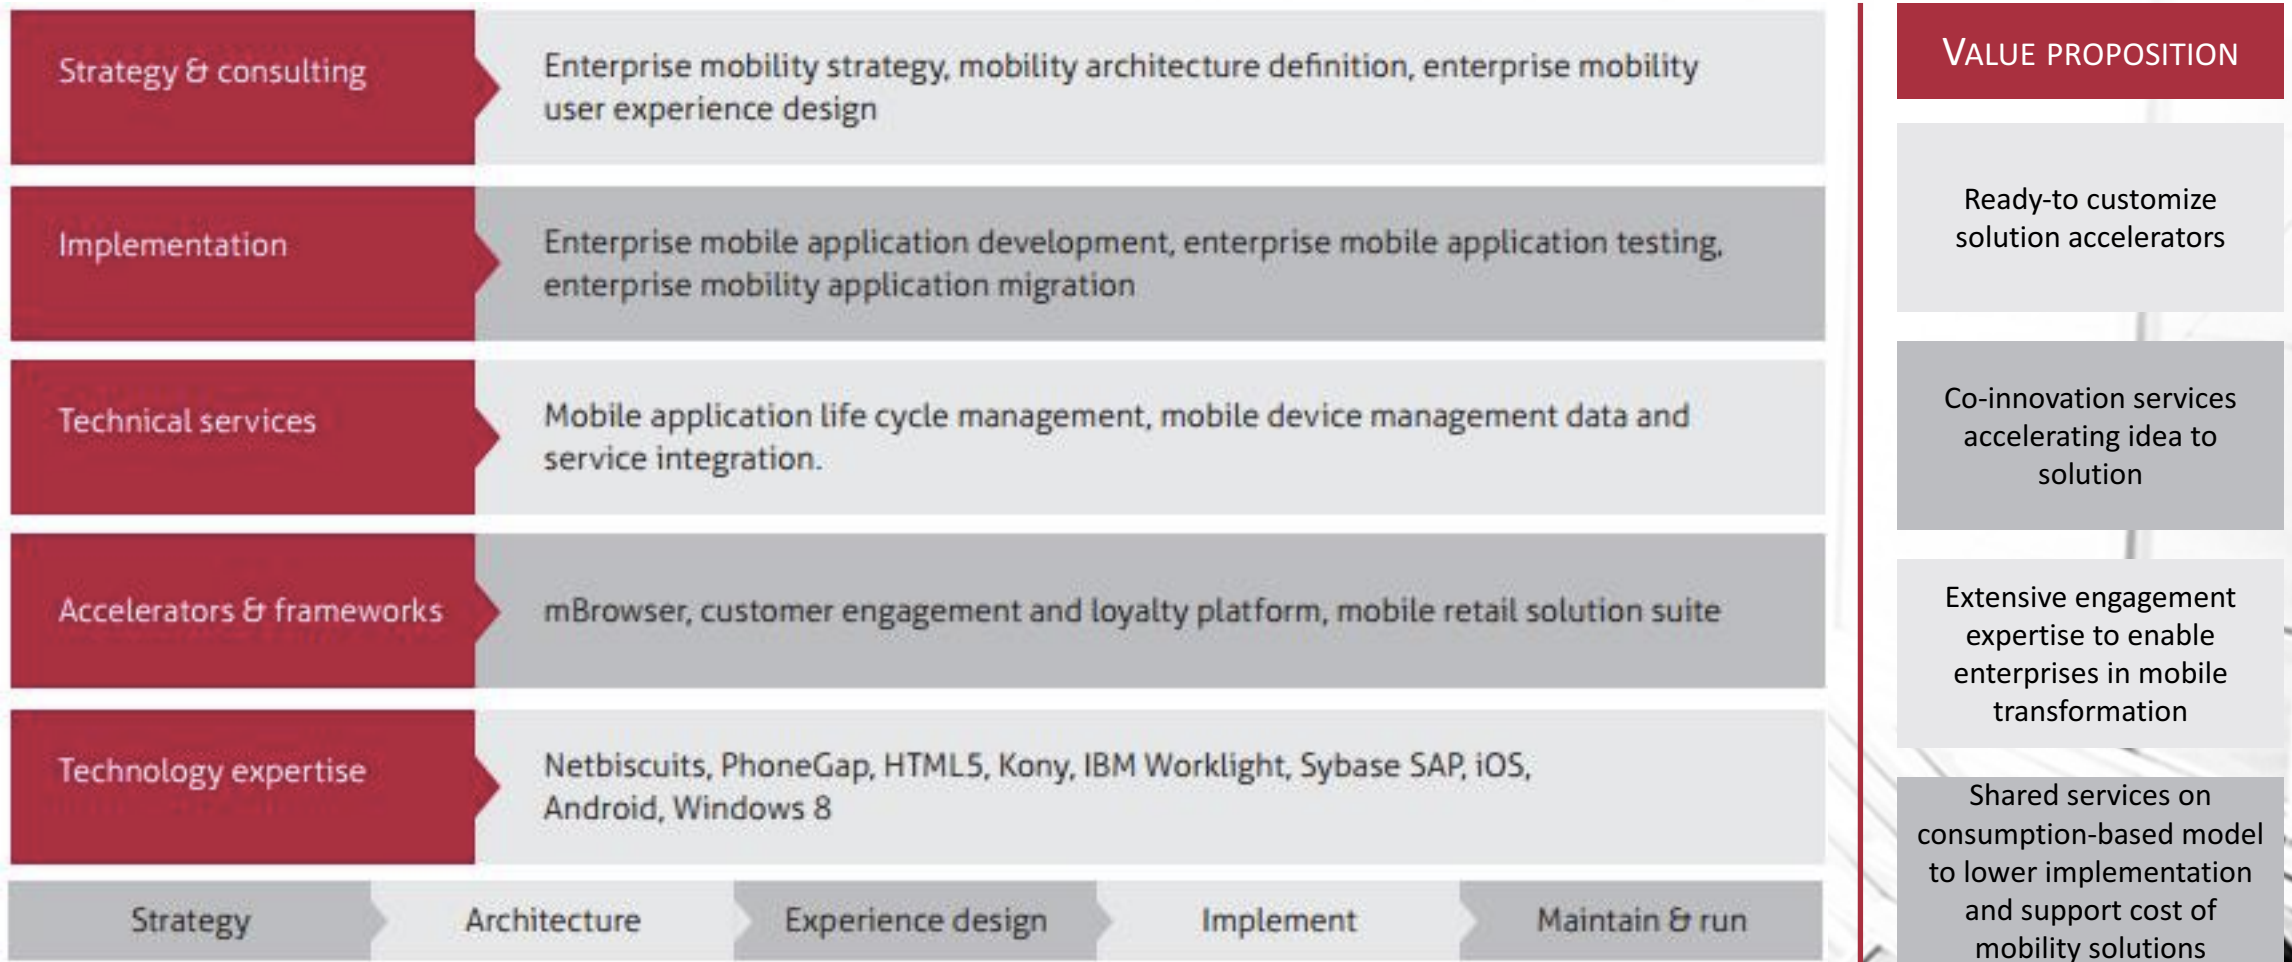 Strategy & consulting
Enterprise mobility strategy, mobility architecture definition, enterprise mobility
user experience design
Implementation
Enterprise mobile application development, enterprise mobile application testing,
enterprise mobility application migration
Technical services
Mobile application life cycle management, mobile device management data and
service integration.
Accelerators & frameworks
mBrowser, customer engagement and loyalty platform, mobile retail solution suite
Technology expertise
Netbiscuits, PhoneGap, HTML5, Kony, IBM Worklight, Sybase SAP, iOS,
Android, Windows 8
Strategy
Architecture
Experience design
Implement
Maintain & run
VALUE PROPOSITION
Ready-to customize
solution accelerators
Co-innovation services
accelerating idea to
solution
Extensive engagement
expertise to enable
enterprises in mobile
transformation
Shared services on
consumption-based model
to lower implementation
and support cost of
mobility solutions